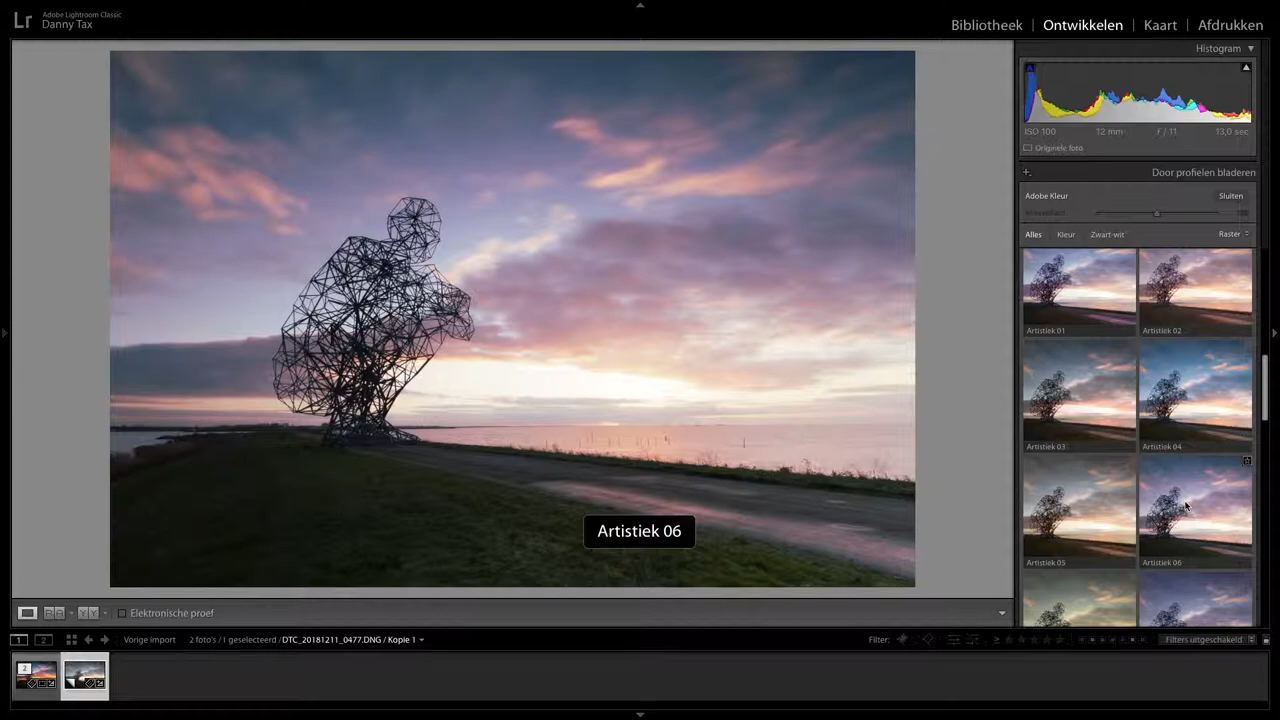 Lr
Adobe Lightroom Classic
Danny Tax
Bibliotheek | Ontwikkelen | Kaart | Afdrukken
Histogram
ISO 100 12 mm f / 11 13,0 sec
Originele foto
Door profielen bladeren
Adobe Kleur Sluiten
Alles Kleur Zwart-wit Raster
Artistiek 01 Artistiek 02
Artistiek 03 Artistiek 04
Artistiek 05 Artistiek 06
Artistiek 06
Elektronische proef
1 2 Vorige import 2 foto's / 1 geselecteerd / DTC_20181211_0477.DNG / Kopie 1 Filter: Filters uitgeschakeld
2